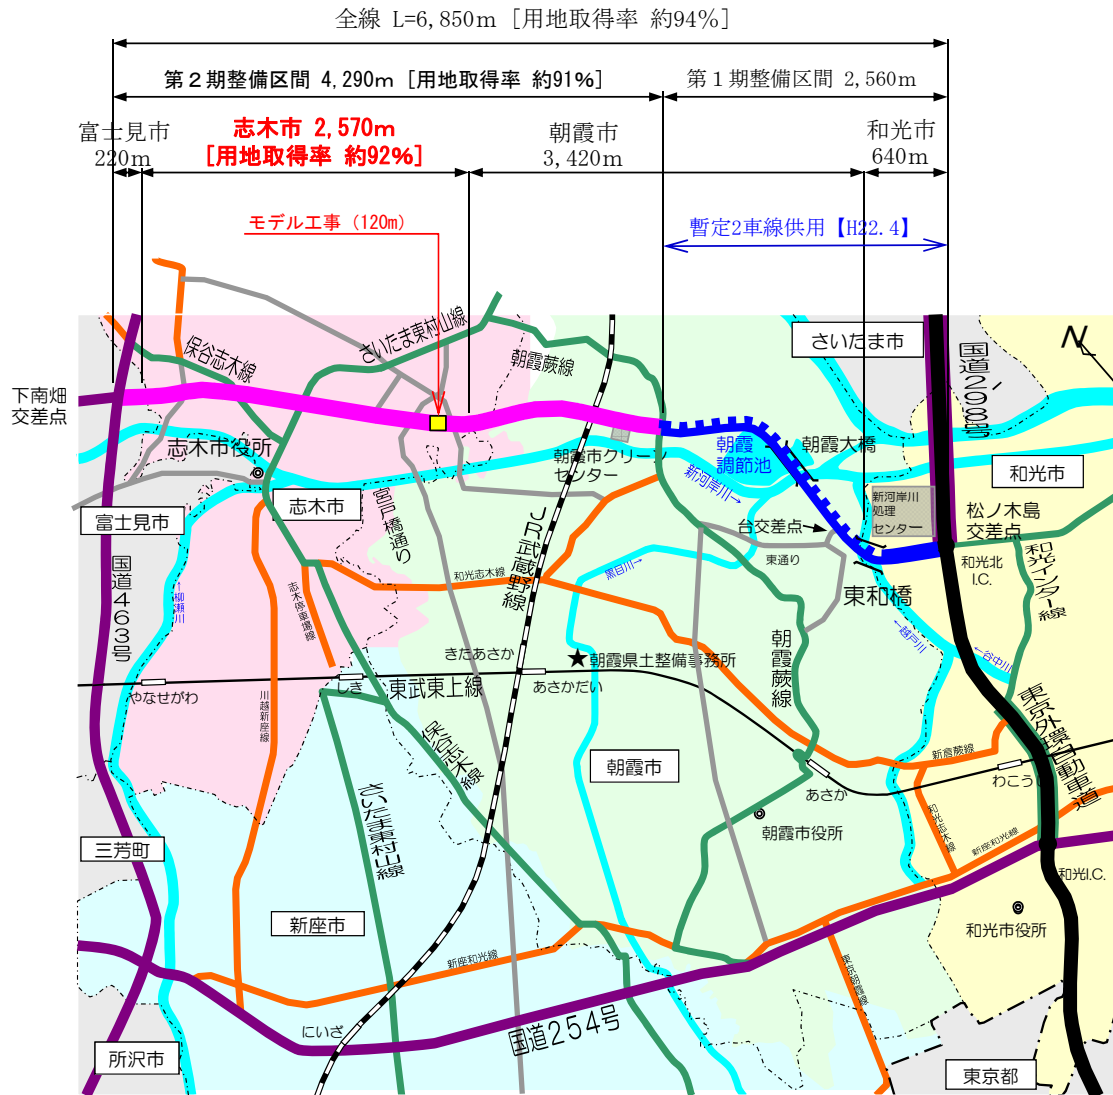 全線 L=6,850m [用地取得率 約94%]
第2期整備区間 4,290m [用地取得率 約91%]
第1期整備区間 2,560m
富士見市
220m
志木市 2,570m
[用地取得率 約92%]
朝霞市
3,420m
和光市
640m
モデル工事 (120m)
暫定2車線供用【H22.4】
さいたま市
N
国道298号
保谷志木線
さいたま東村山線
朝霞蕨線
下南畑
交差点
志木市役所
朝霞市クリーン
センター
朝霞
調節池
朝霞大橋
新河岸川→
和光市
新河岸川
処理
センター
志木市
富士見市
宮戸橋通り
JR武蔵野線
台交差点
松ノ木島
交差点
東通り
和光北
I.C.
和光インター線
国道463号
柳瀬川
志木停車場線
和光志木線
黒目川→
東和橋
←越戸川
←谷中川
朝霞蕨線
きたあさか
朝霞県土整備事務所
やなせがわ
しき
東武東上線
あさかだい
川越新座線
保谷志木線
東京外環自動車道
朝霞市
新倉蕨線
わこうし
あさか
さいたま東村山線
朝霞市役所
和光志木線
新座和光線
三芳町
和光I.C.
新座市
和光市役所
新座和光線
東京朝霞線
にいざ
国道254号
所沢市
東京都